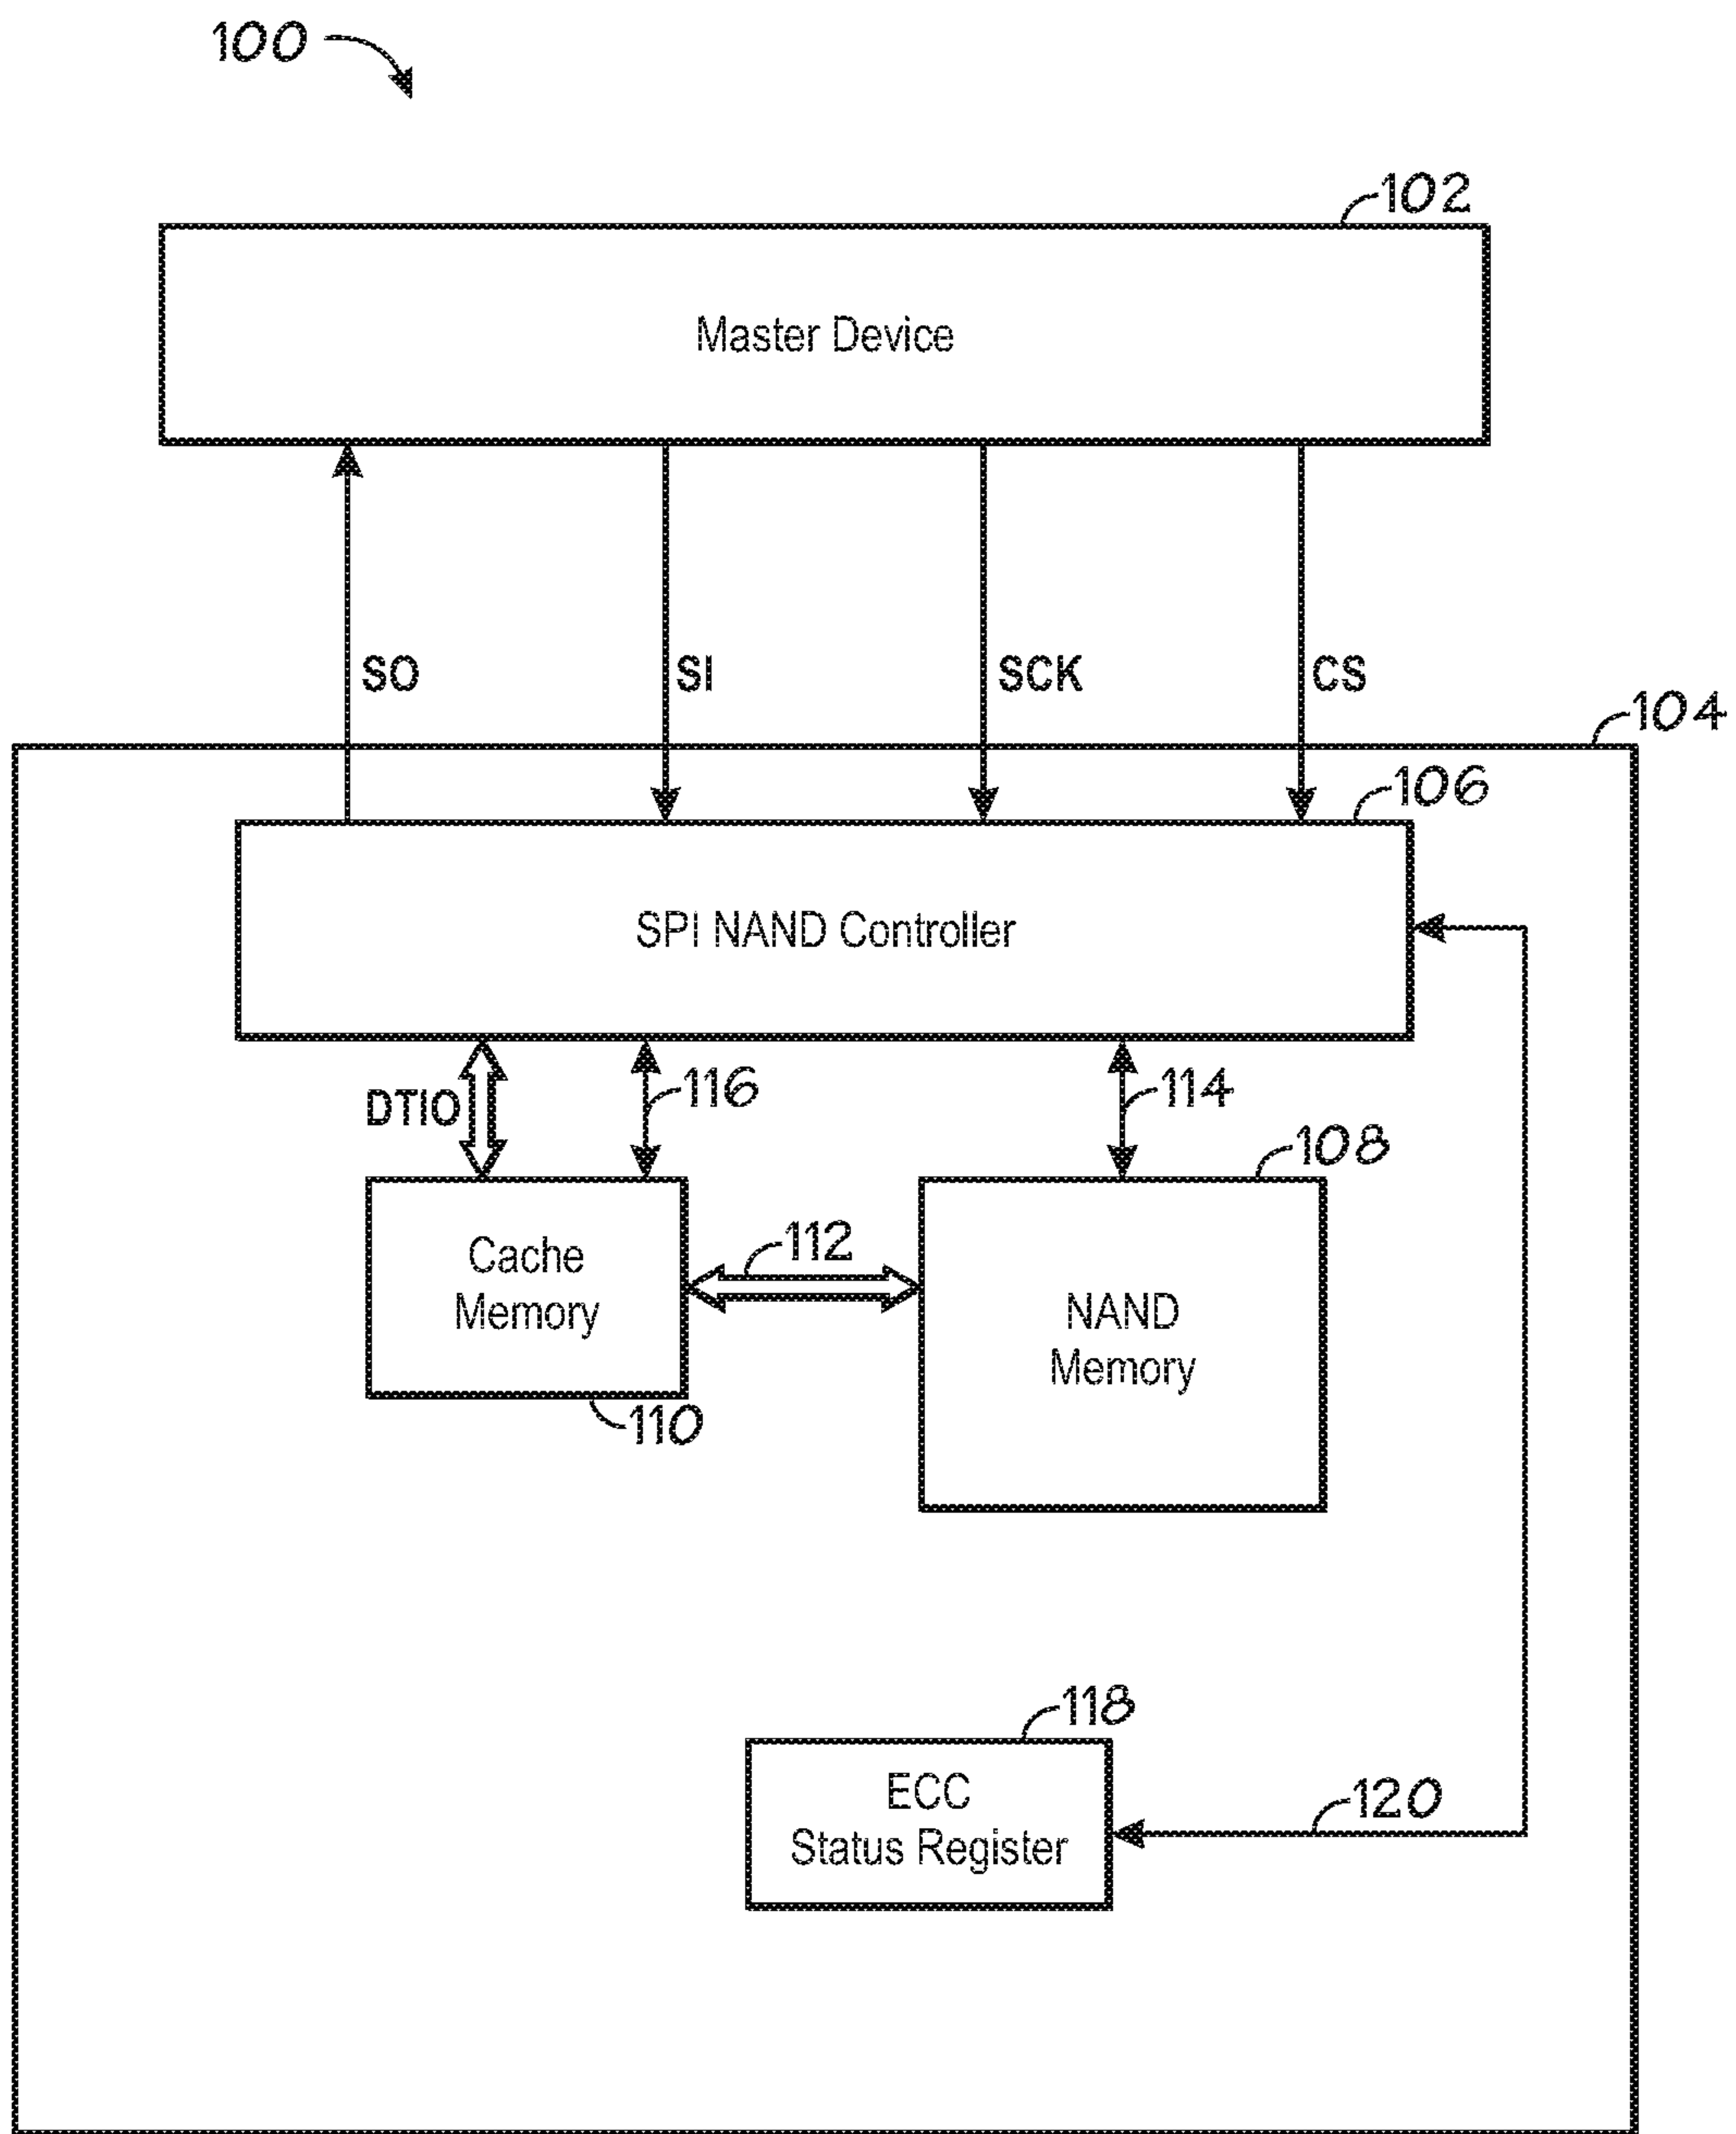 100
102
Master Device
SO
SI
SCK
CS
104
106
SPI NAND Controller
DTIO
116
114
108
Cache
Memory
112
NAND
Memory
110
118
ECC
Status Register
120